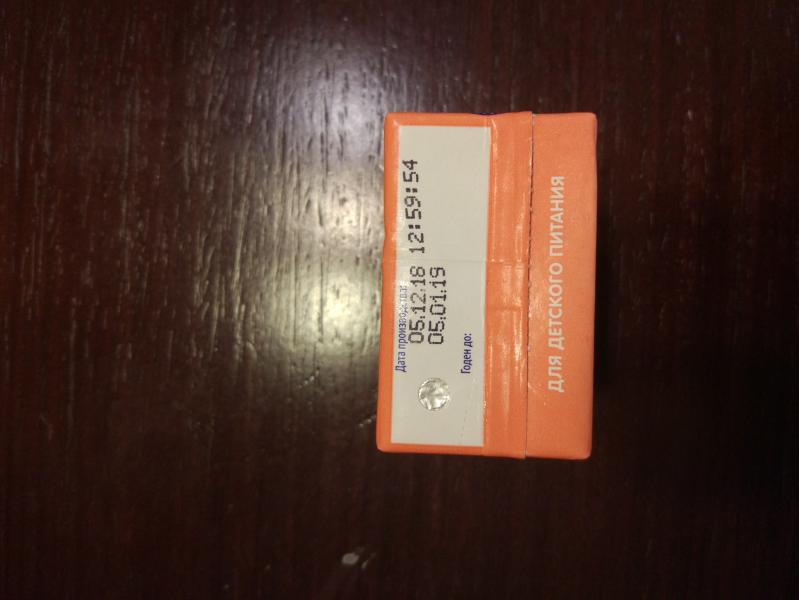 Дата производства:
05.12.18 12:59:54
05.01.19
Годен до:
ДЛЯ ДЕТСКОГО ПИТАНИЯ